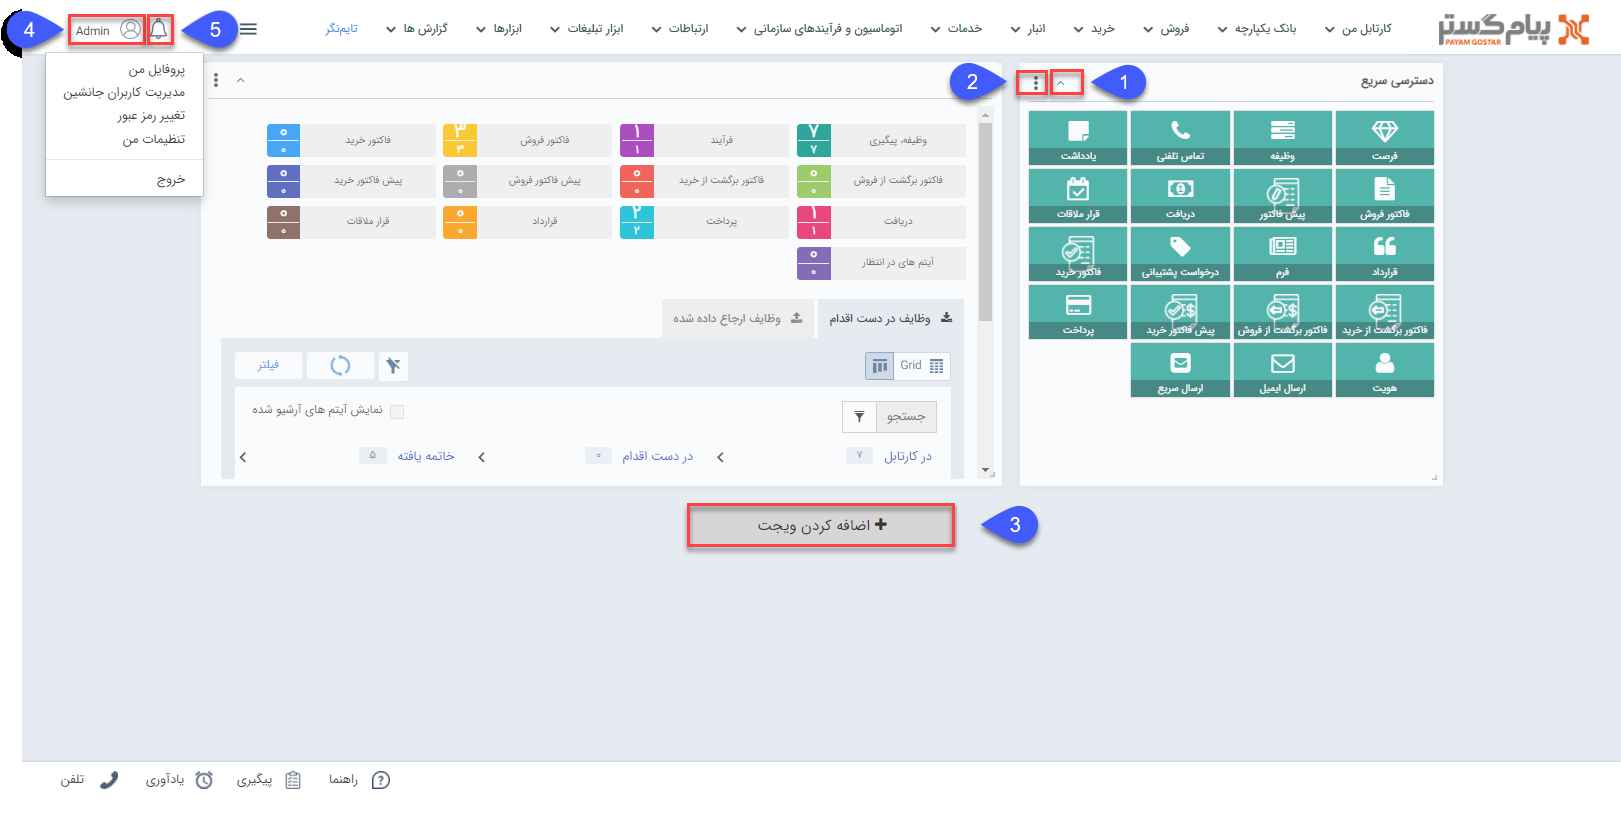 پیام‌گستر
PAYAM GOSTAR
کارتابل من
بانک یکپارچه
فروش
خرید
انبار
خدمات
اتوماسیون و فرآیندهای سازمانی
ارتباطات
ابزار تبلیغات
ابزارها
گزارش ها
تایم‌نگر
5
Admin
4
پروفایل من
مدیریت کاربران جانشین
تغییر رمز عبور
تنظیمات من
خروج
دسترسی سریع
1
2
فرصت
وظیفه
تماس تلفنی
یادداشت
فاکتور فروش
پیش فاکتور
دریافت
قرار ملاقات
قرارداد
فرم
درخواست پشتیبانی
فاکتور خرید
فاکتور برگشت از خرید
فاکتور برگشت از فروش
پیش فاکتور خرید
پرداخت
هویت
ارسال ایمیل
ارسال سریع
وظیفه، پیگیری ۷ ۷
فرآیند ۱ ۱
فاکتور فروش ۳ ۳
فاکتور خرید ۰ ۰
فاکتور برگشت از فروش ۰ ۰
فاکتور برگشت از خرید ۰ ۰
پیش فاکتور فروش ۰ ۰
پیش فاکتور خرید ۰ ۰
دریافت ۱ ۱
پرداخت ۲ ۲
قرارداد ۰ ۰
قرار ملاقات ۰ ۰
آیتم های در انتظار ۰ ۰
وظایف در دست اقدام
وظایف ارجاع داده شده
Grid
فیلتر
جستجو
نمایش آیتم های آرشیو شده
در کارتابل ۷
در دست اقدام ۰
خاتمه یافته ۵
اضافه کردن ویجت
3
راهنما
پیگیری
یادآوری
تلفن